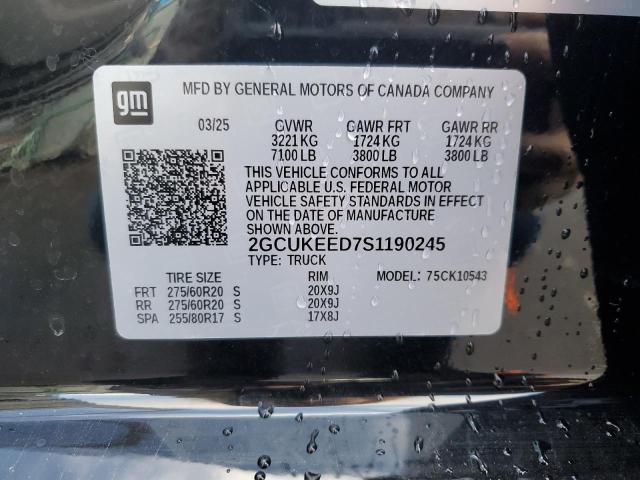 gm
MFD BY GENERAL MOTORS OF CANADA COMPANY
03/25 GVWR GAWR FRT GAWR RR
3221 KG 1724 KG 1724 KG
7100 LB 3800 LB 3800 LB
THIS VEHICLE CONFORMS TO ALL
APPLICABLE U.S. FEDERAL MOTOR
VEHICLE SAFETY STANDARDS IN EFFECT
ON THE DATE OF MANUFACTURE
SHOWN ABOVE.
2GCUKEED7S1190245
TYPE: TRUCK
TIRE SIZE RIM MODEL: 75CK10543
FRT 275/60R20 S 20X9J
RR 275/60R20 S 20X9J
SPA 255/80R17 S 17X8J